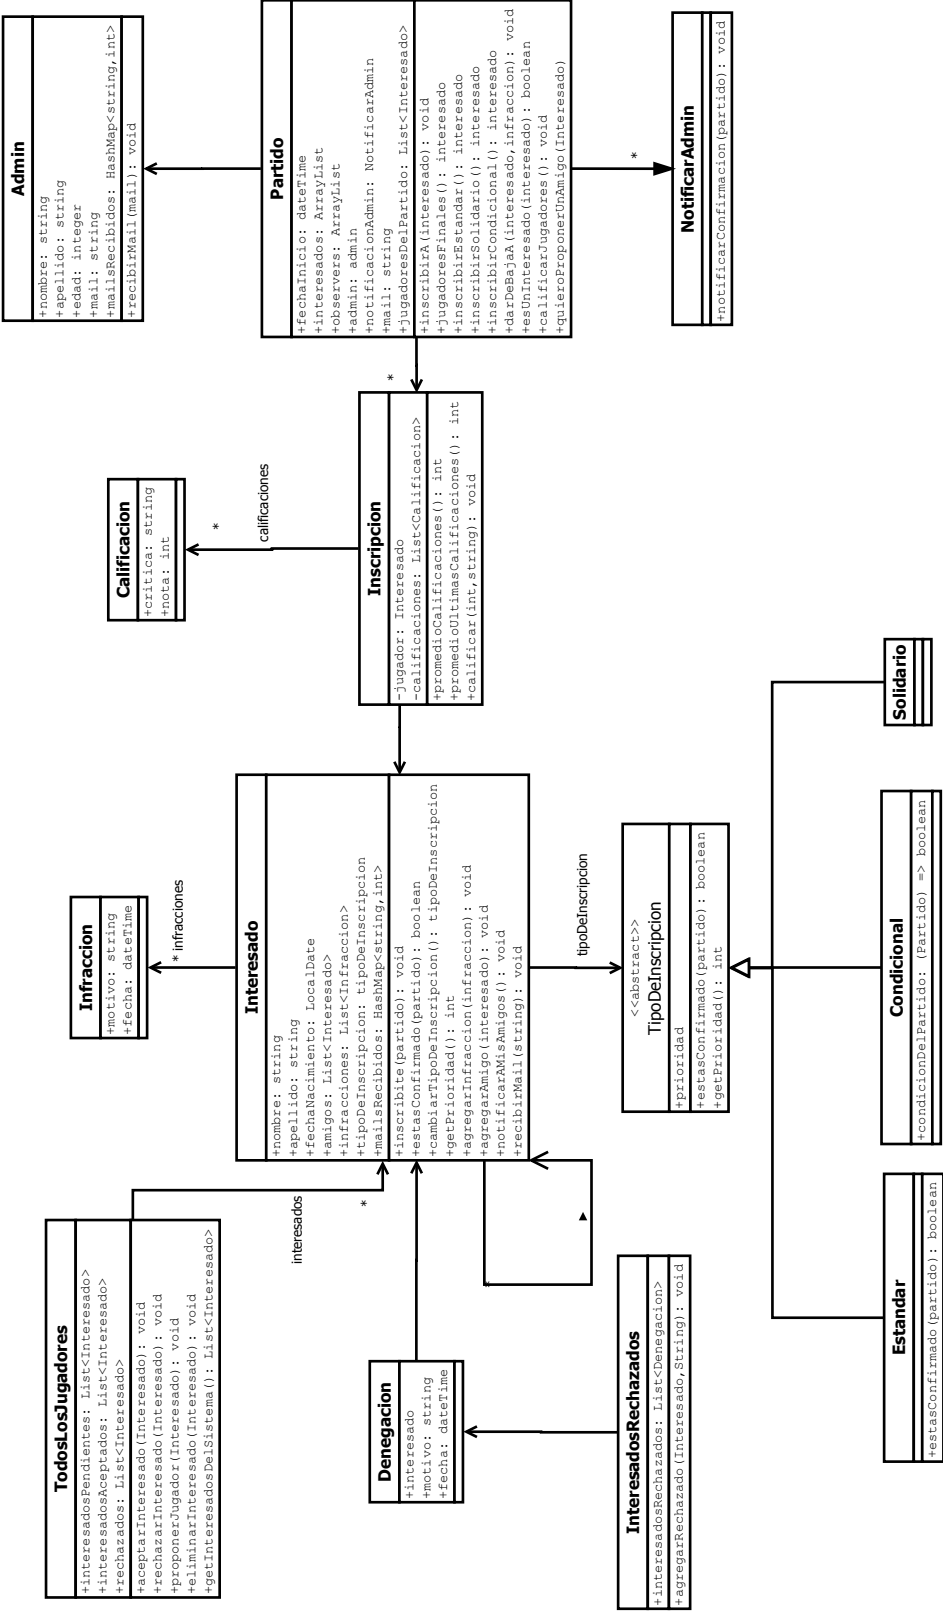 TodosLosJugadores
+interesadosPendientes: List<Interesado>
+interesadosAceptados: List<Interesado>
+rechazados: List<Interesado>
+aceptarInteresado(Interesado): void
+rechazarInteresado(Interesado): void
+proponerJugador(Interesado): void
+eliminarInteresado(Interesado): void
+getInteresadosDelSistema(): List<Interesado>
interesados
*
Infraccion
+motivo: string
+fecha: dateTime
* infracciones
Interesado
+nombre: string
+apellido: string
+fechaNacimiento: LocalDate
+amigos: List<Interesado>
+infracciones: List<Infraccion>
+tipoDeInscripcion: tipoDeInscripcion
+mailsRecibidos: HashMap<string,int>
+inscribite(partido): void
+estasConfirmado(partido): boolean
+cambiarTipoDeInscripcion(): tipoDeInscripcion
+getPrioridad(): int
+agregarInfraccion(infraccion): void
+agregarAmigo(interesado): void
+notificarAMisAmigos(): void
+recibirMail(string): void
*
Calificacion
+critica: string
+nota: int
*
calificaciones
Inscripcion
-jugador: Interesado
-calificaciones: List<Calificacion>
+promedioCalificaciones(): int
+promedioUltimasCalificaciones(): int
+calificar(int,string): void
*
Admin
+nombre: string
+apellido: string
+edad: integer
+mail: string
+mailsRecibidos: HashMap<string,int>
+recibirMail(mail): void
Partido
+fechaInicio: dateTime
+interesados: ArrayList
+observers: ArrayList
+admin: admin
+notificacionAdmin: NotificarAdmin
+mail: string
+jugadoresDelPartido: List<Interesado>
+inscribirA(interesado): void
+jugadoresFinales(): interesado
+inscribirEstandar(): interesado
+inscribirSolidario(): interesado
+inscribirCondicional(): interesado
+darDeBajaA(interesado,infraccion): void
+esUnInteresado(interesado): boolean
+calificarJugadores(): void
+quieroProponerUnAmigo(Interesado)
*
NotificarAdmin
+notificarConfirmacion(partido): void
Denegacion
+interesado
+motivo: string
+fecha: dateTime
InteresadosRechazados
+interesadosRechazados: List<Denegacion>
+agregarRechazado(Interesado,String): void
tipoDeInscripcion
<<abstract>>
TipoDeInscripcion
+prioridad
+estasConfirmado(partido): boolean
+getPrioridad(): int
Estandar
+estasConfirmado(partido): boolean
Condicional
+condicionDelPartido: (Partido) => boolean
Solidario